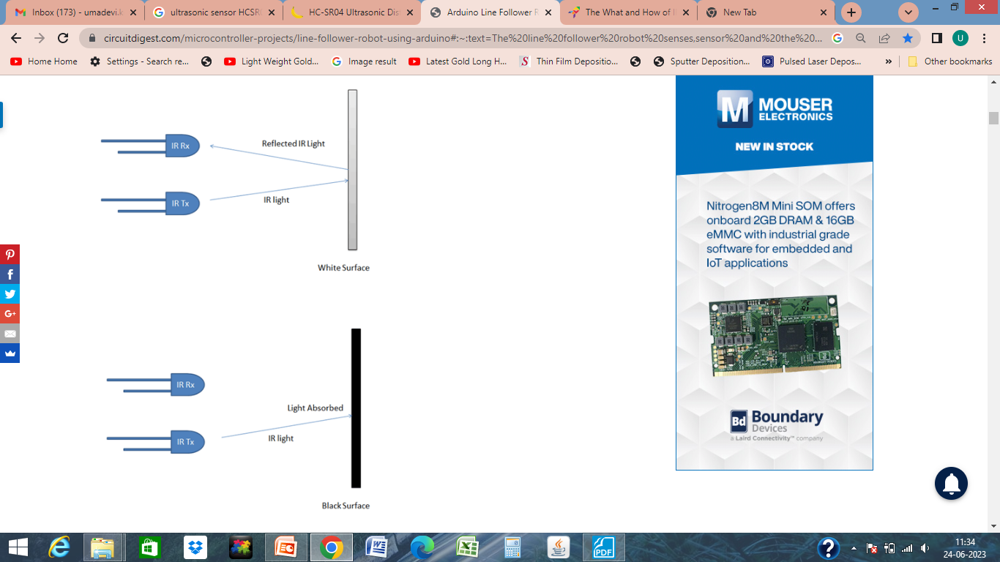 Inbox (173) - umadevi.k
ultrasonic sensor HCSR
HC-SR04 Ultrasonic Dis
Arduino Line Follower R
The What and How of I
New Tab
circuitdigest.com/microcontroller-projects/line-follower-robot-using-arduino#:~:text=The%20line%20follower%20robot%20senses,sensor%20and%20the%20...
U
Home Home
Settings - Search re...
Light Weight Gold...
Image result
Latest Gold Long H...
Thin Film Depositio...
Sputter Deposition...
Pulsed Laser Depos...
»
Other bookmarks
IR Rx
Reflected IR Light
IR Tx
IR light
White Surface
IR Rx
Light Absorbed
IR Tx
IR light
Black Surface
M MOUSER
ELECTRONICS
NEW IN STOCK
Nitrogen8M Mini SOM offers
onboard 2GB DRAM & 16GB
eMMC with industrial grade
software for embedded and
IoT applications
Bd Boundary
Devices
a Laird Connectivity™ company
G+
PDF
11:34
24-06-2023